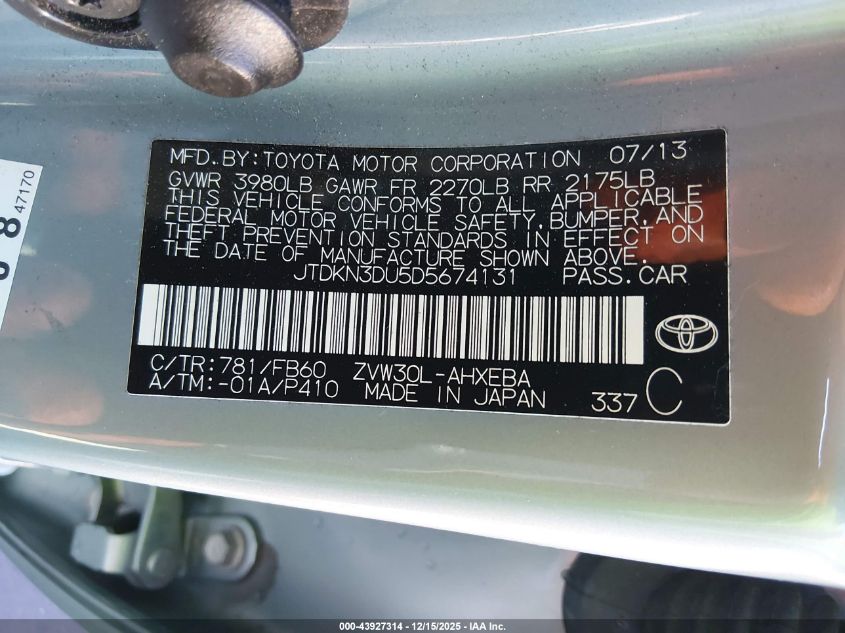 MFD.BY:TOYOTA MOTOR CORPORATION 07/13
GVWR 3980LB GAWR FR 2270LB RR 2175LB
THIS VEHICLE CONFORMS TO ALL APPLICABLE
FEDERAL MOTOR VEHICLE SAFETY,BUMPER,AND
THEFT PREVENTION STANDARDS IN EFFECT ON
THE DATE OF MANUFACTURE SHOWN ABOVE.
JTDKN3DU5D5674131 PASS.CAR
C/TR:781/FB60 ZVW30L-AHXEBA
A/TM:-01A/P410 MADE IN JAPAN 337 C
8
47170
000-43927314 - 12/15/2025 - IAA Inc.